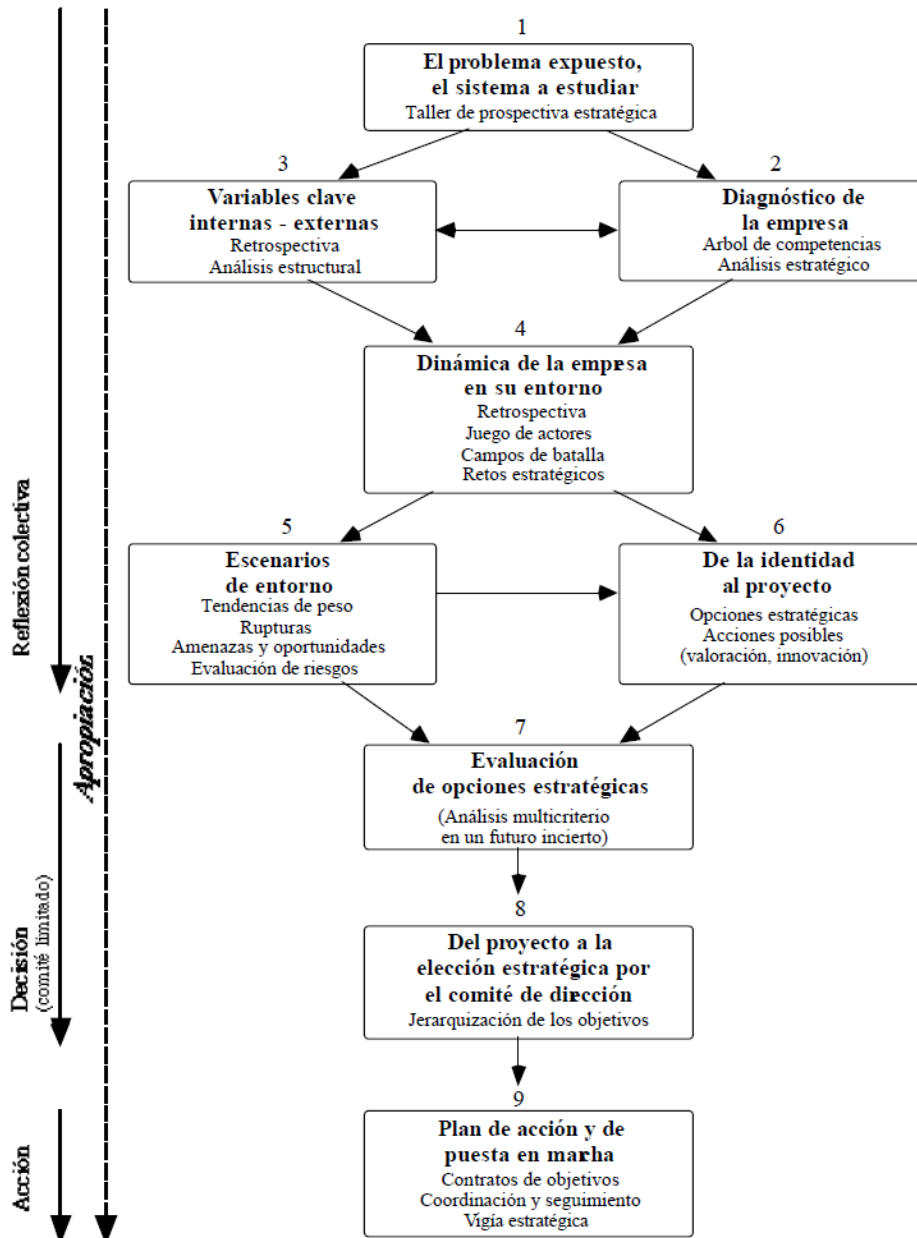 1
El problema expuesto,
el sistema a estudiar
Taller de prospectiva estratégica
3
Variables clave
internas - externas
Retrospectiva
Análisis estructural
2
Diagnóstico de
la empresa
Arbol de competencias
Análisis estratégico
4
Dinámica de la empresa
en su entorno
Retrospectiva
Juego de actores
Campos de batalla
Retos estratégicos
5
Escenarios
de entorno
Tendencias de peso
Rupturas
Amenazas y oportunidades
Evaluación de riesgos
6
De la identidad
al proyecto
Opciones estratégicas
Acciones posibles
(valoración, innovación)
7
Evaluación
de opciones estratégicas
(Análisis multicriterio
en un futuro incierto)
8
Del proyecto a la
elección estratégica por
el comité de dirección
Jerarquización de los objetivos
9
Plan de acción y de
puesta en marcha
Contratos de objetivos
Coordinación y seguimiento
Vigía estratégica
Reflexión colectiva
Apropiación
Decisión
(comité limitado)
Acción